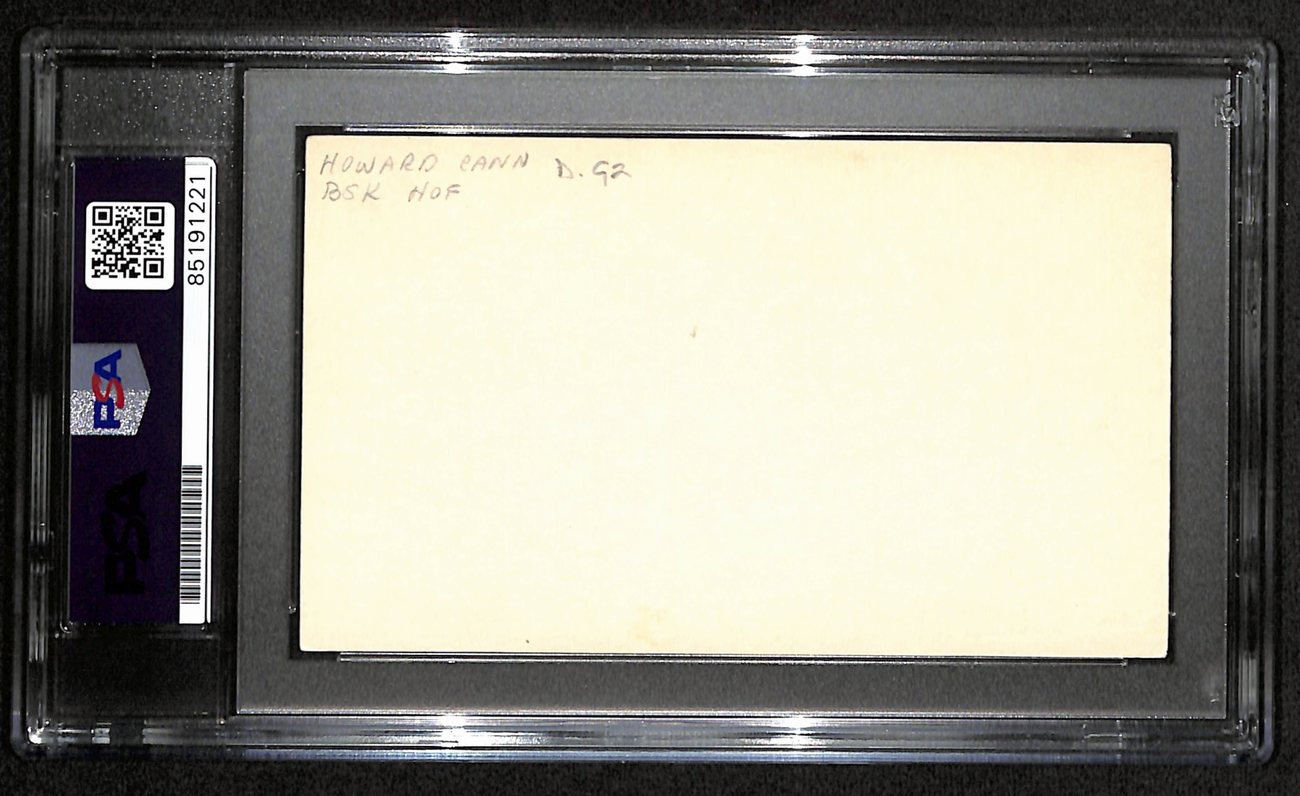 HOWARD CANN D. 92
BSK HOF
85191221
PSA
PSA